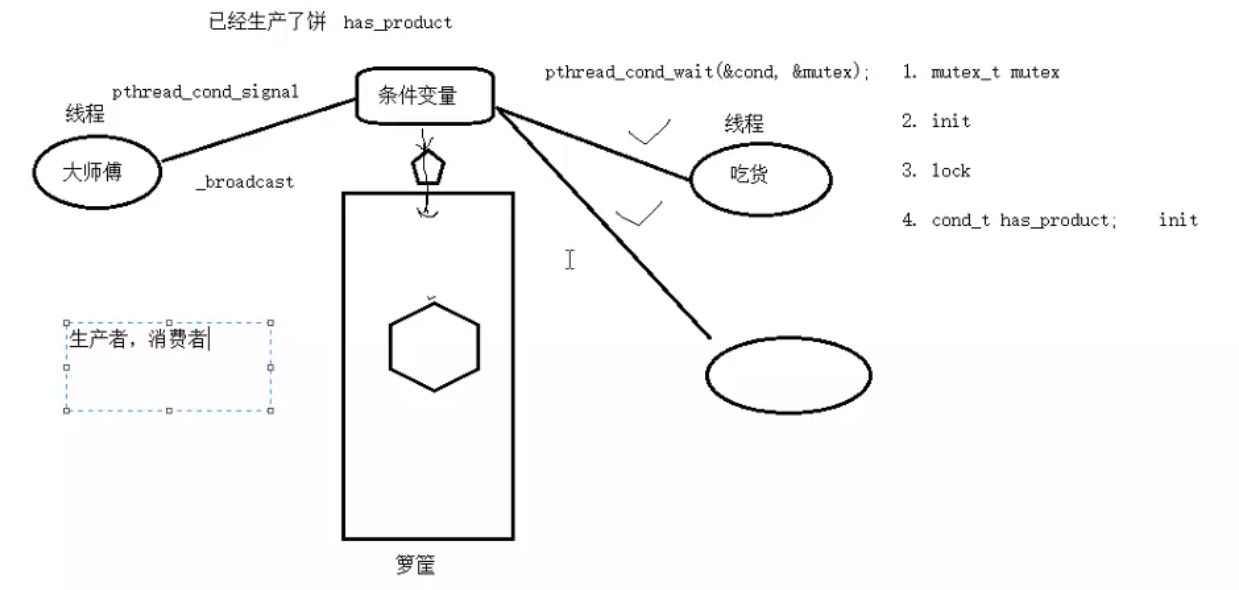 已经生产了饼 has_product
pthread_cond_wait(&cond, &mutex);
1. mutex_t mutex
pthread_cond_signal
条件变量
线程
线程
2. init
大师傅
_broadcast
吃货
3. lock
4. cond_t has_product; init
生产者，消费者
箩筐